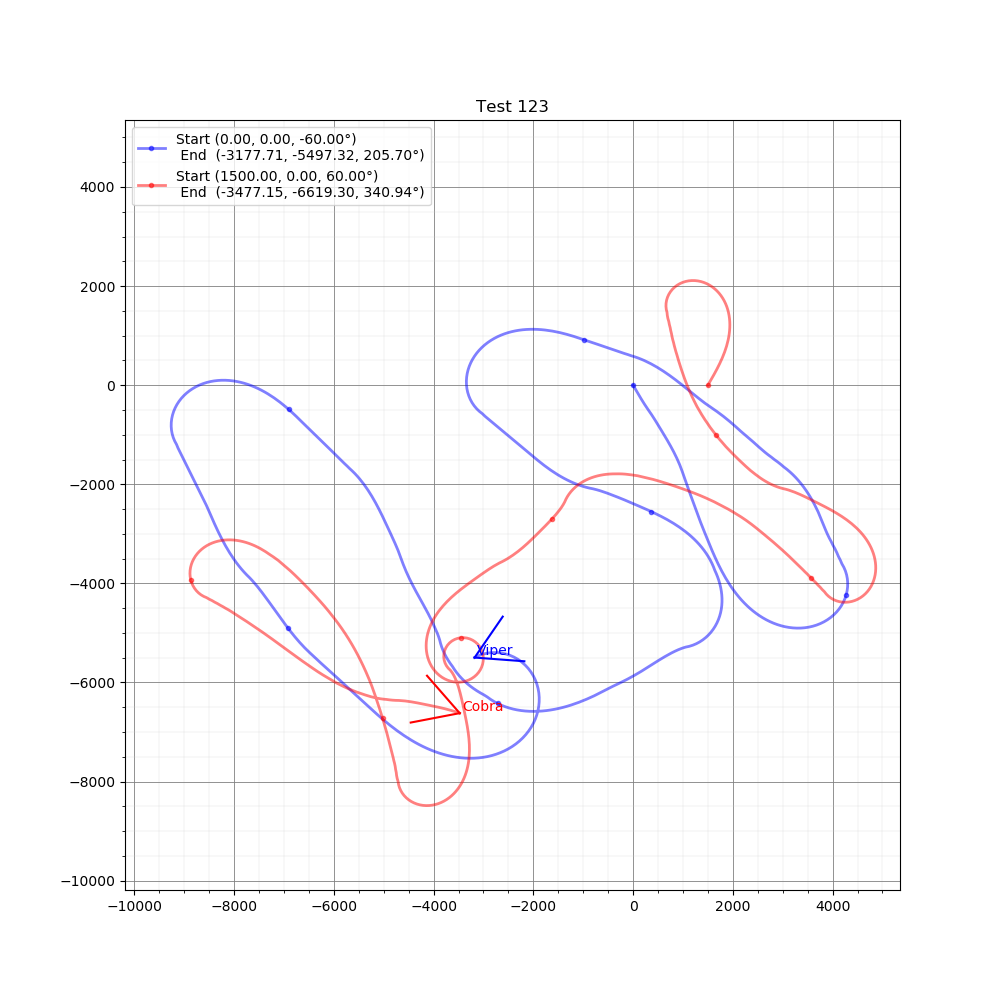 Test 123
Start (0.00, 0.00, -60.00°)
End (-3177.71, -5497.32, 205.70°)
Start (1500.00, 0.00, 60.00°)
End (-3477.15, -6619.30, 340.94°)
4000
2000
0
−2000
−4000
−6000
−8000
−10000
Viper
Cobra
−10000 −8000 −6000 −4000 −2000 0 2000 4000